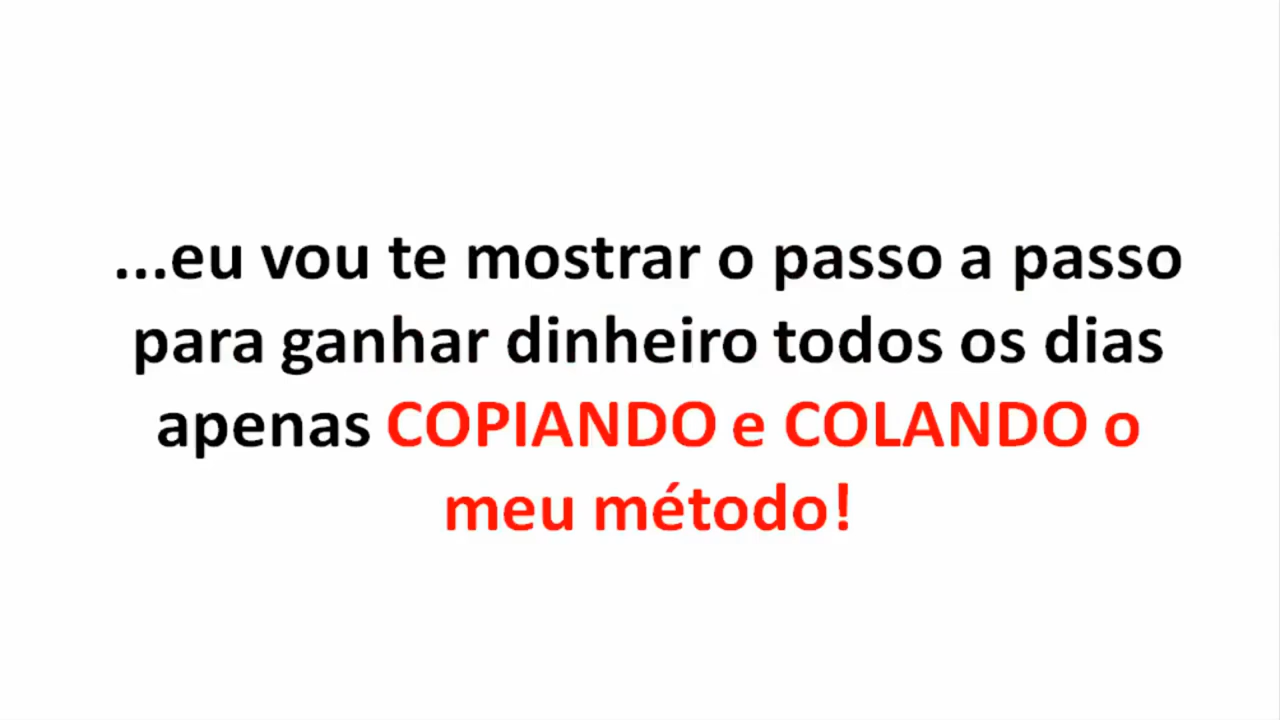 ...eu vou te mostrar o passo a passo
para ganhar dinheiro todos os dias
apenas COPIANDO e COLANDO o
meu método!